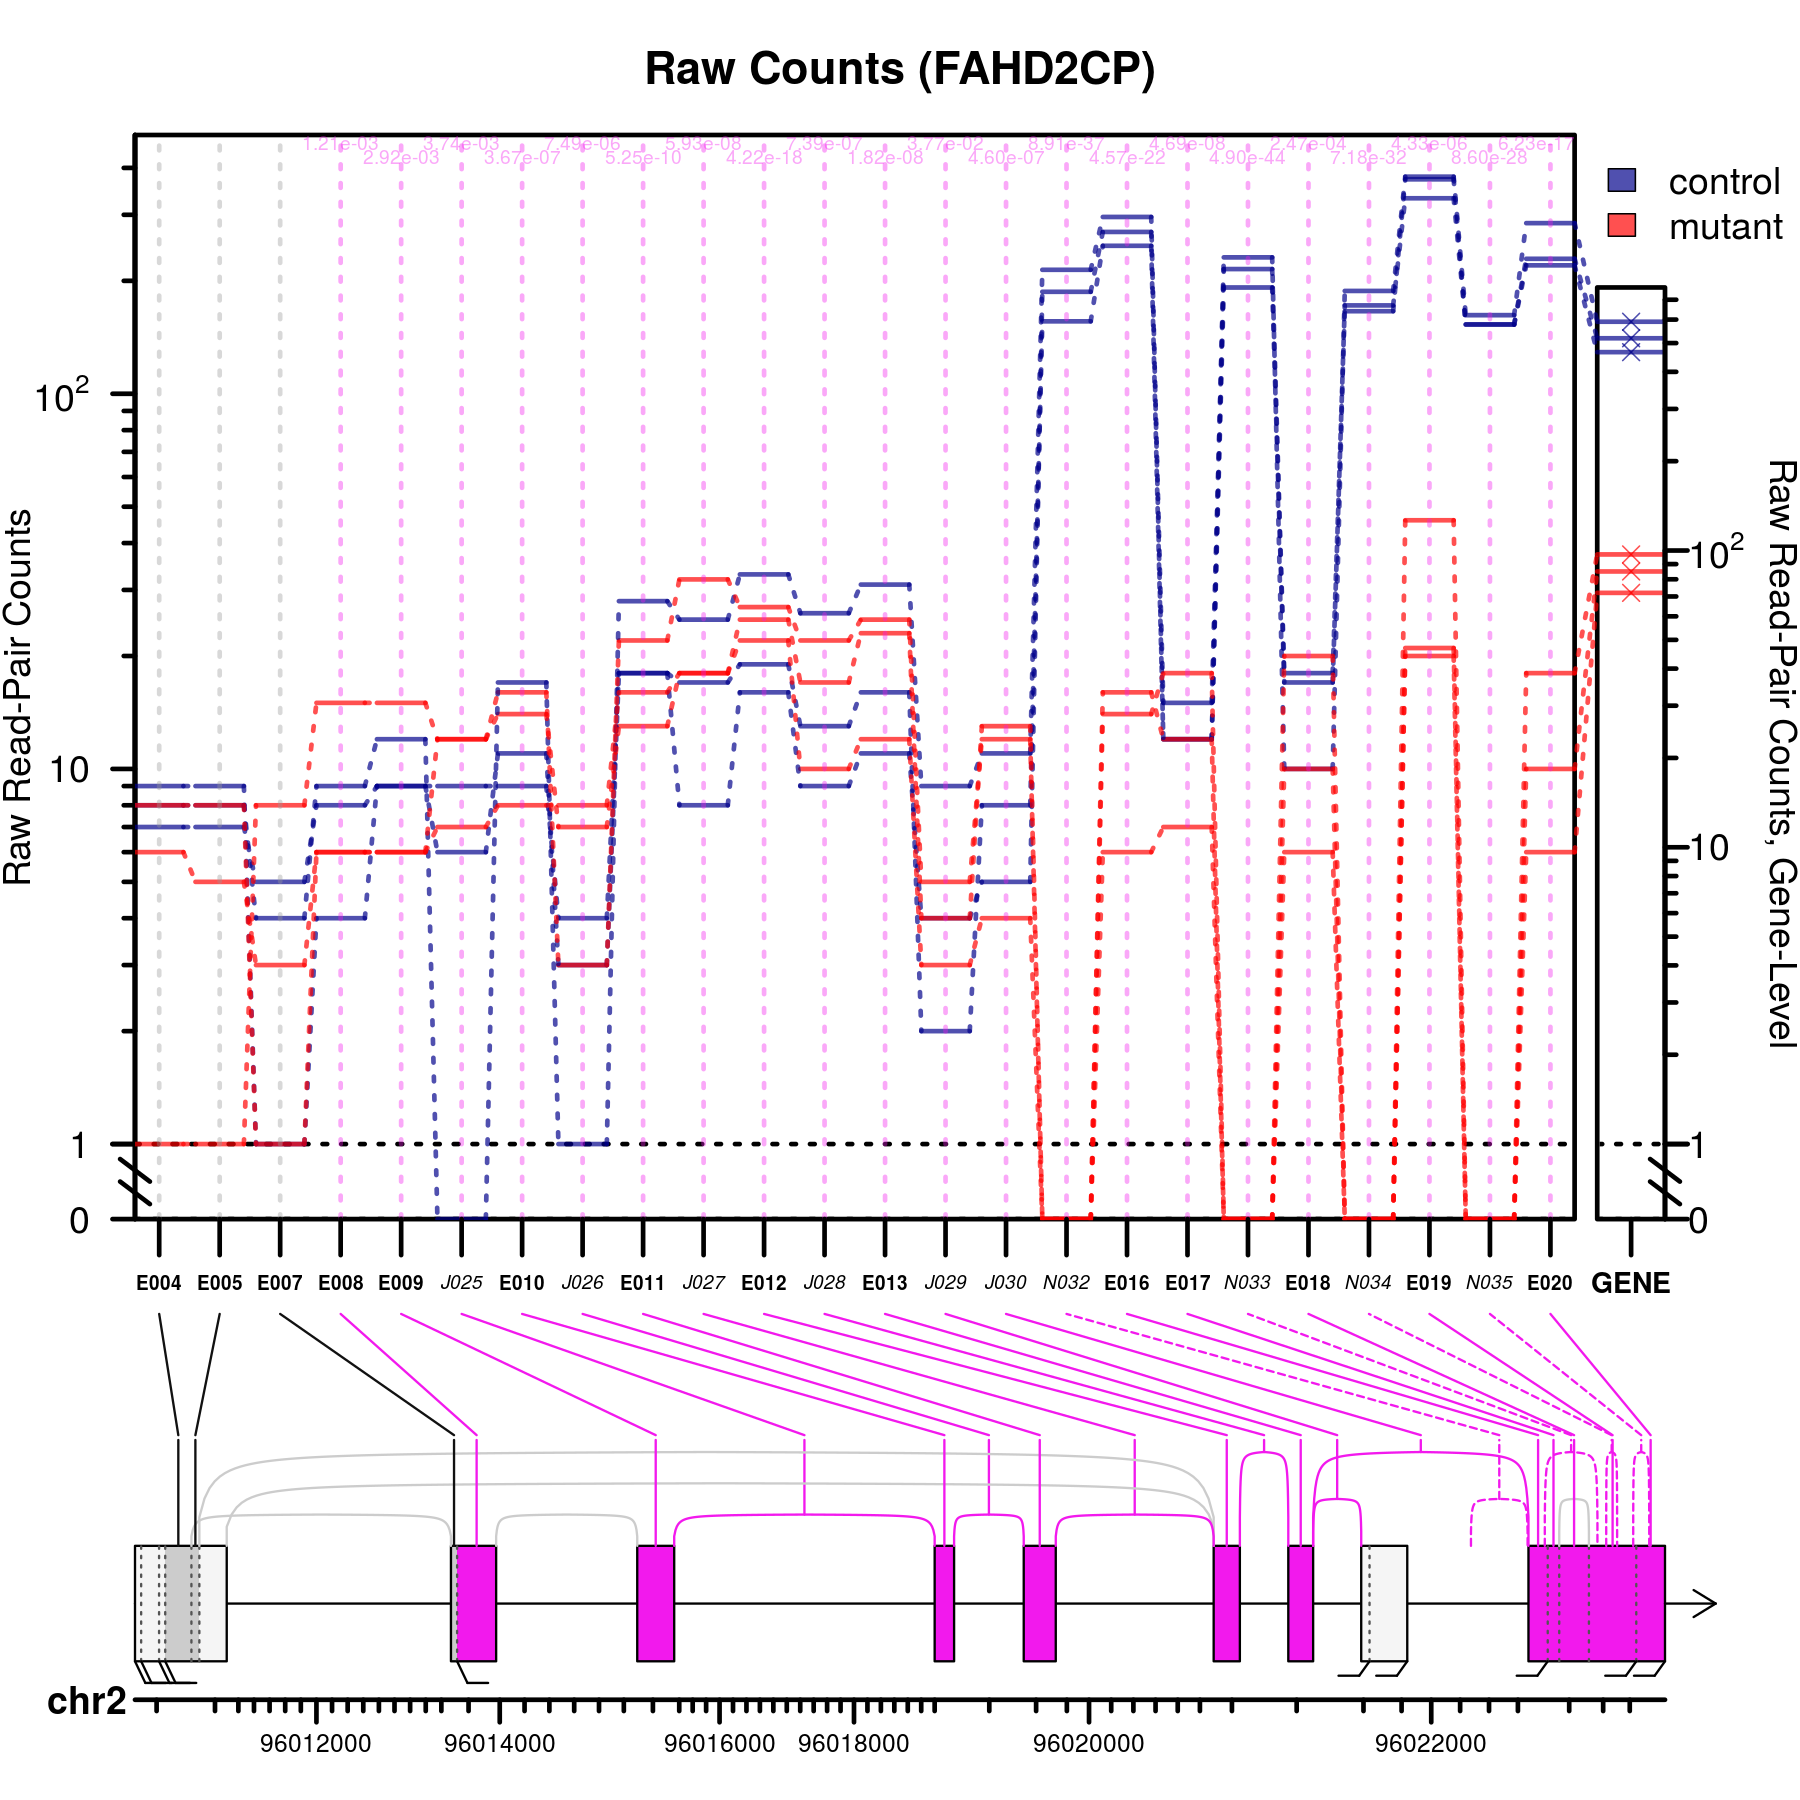 Raw Counts (FAHD2CP)
1.21e-03 3.74e-03 7.49e-06 5.93e-08 7.39e-07 3.77e-02 8.91e-37 4.69e-08 2.47e-04 4.33e-06 6.23e-17
2.92e-03 3.67e-07 5.25e-10 4.22e-18 1.82e-08 4.60e-07 4.57e-22 4.90e-44 7.18e-32 8.60e-28
control
mutant
Raw Read-Pair Counts
10²
10
1
0
Raw Read-Pair Counts, Gene-Level
10²
10
1
0
E004 E005 E007 E008 E009 J025 E010 J026 E011 J027 E012 J028 E013 J029 J030 N032 E016 E017 N033 E018 N034 E019 N035 E020 GENE
chr2
96012000 96014000 96016000 96018000 96020000 96022000